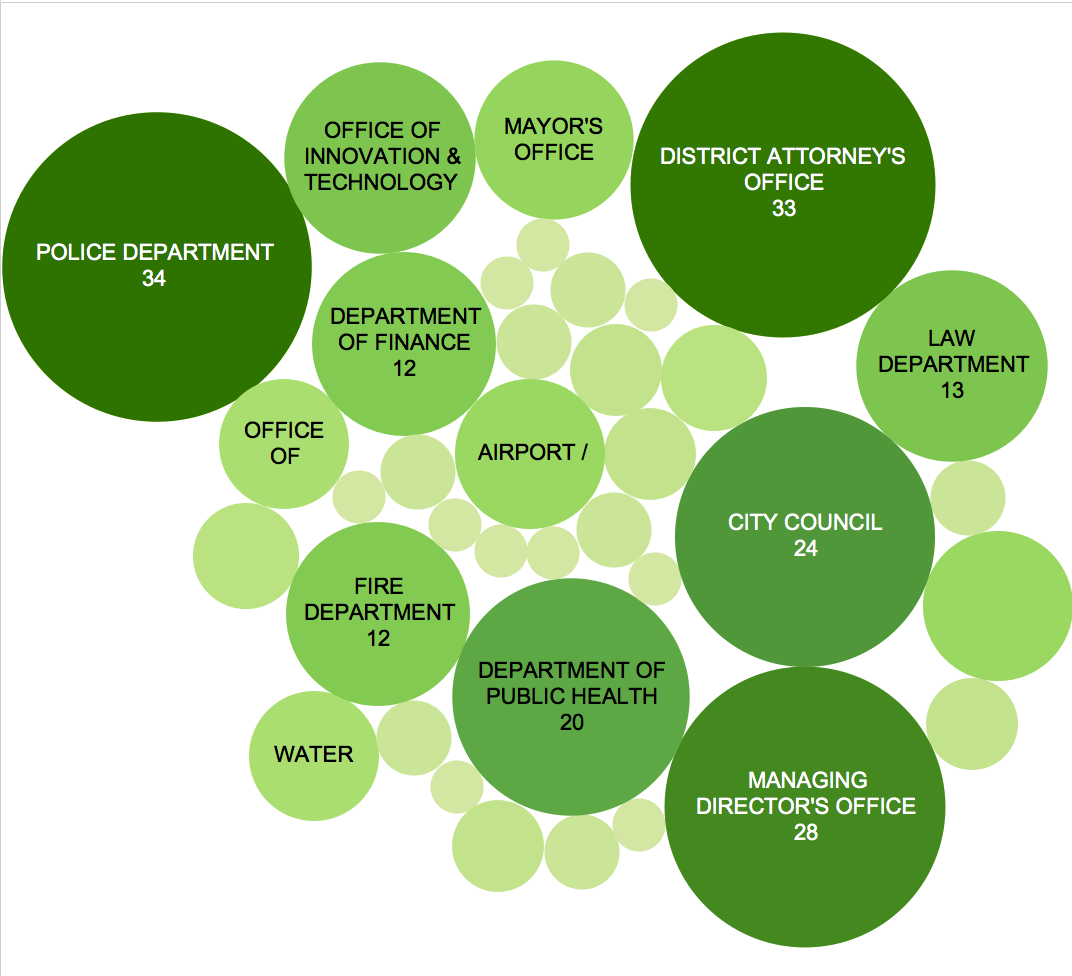 OFFICE OF
INNOVATION &
TECHNOLOGY
MAYOR'S
OFFICE
DISTRICT ATTORNEY'S
OFFICE
33
POLICE DEPARTMENT
34
DEPARTMENT
OF FINANCE
12
LAW
DEPARTMENT
13
OFFICE
OF
AIRPORT /
CITY COUNCIL
24
FIRE
DEPARTMENT
12
DEPARTMENT OF
PUBLIC HEALTH
20
WATER
MANAGING
DIRECTOR'S OFFICE
28